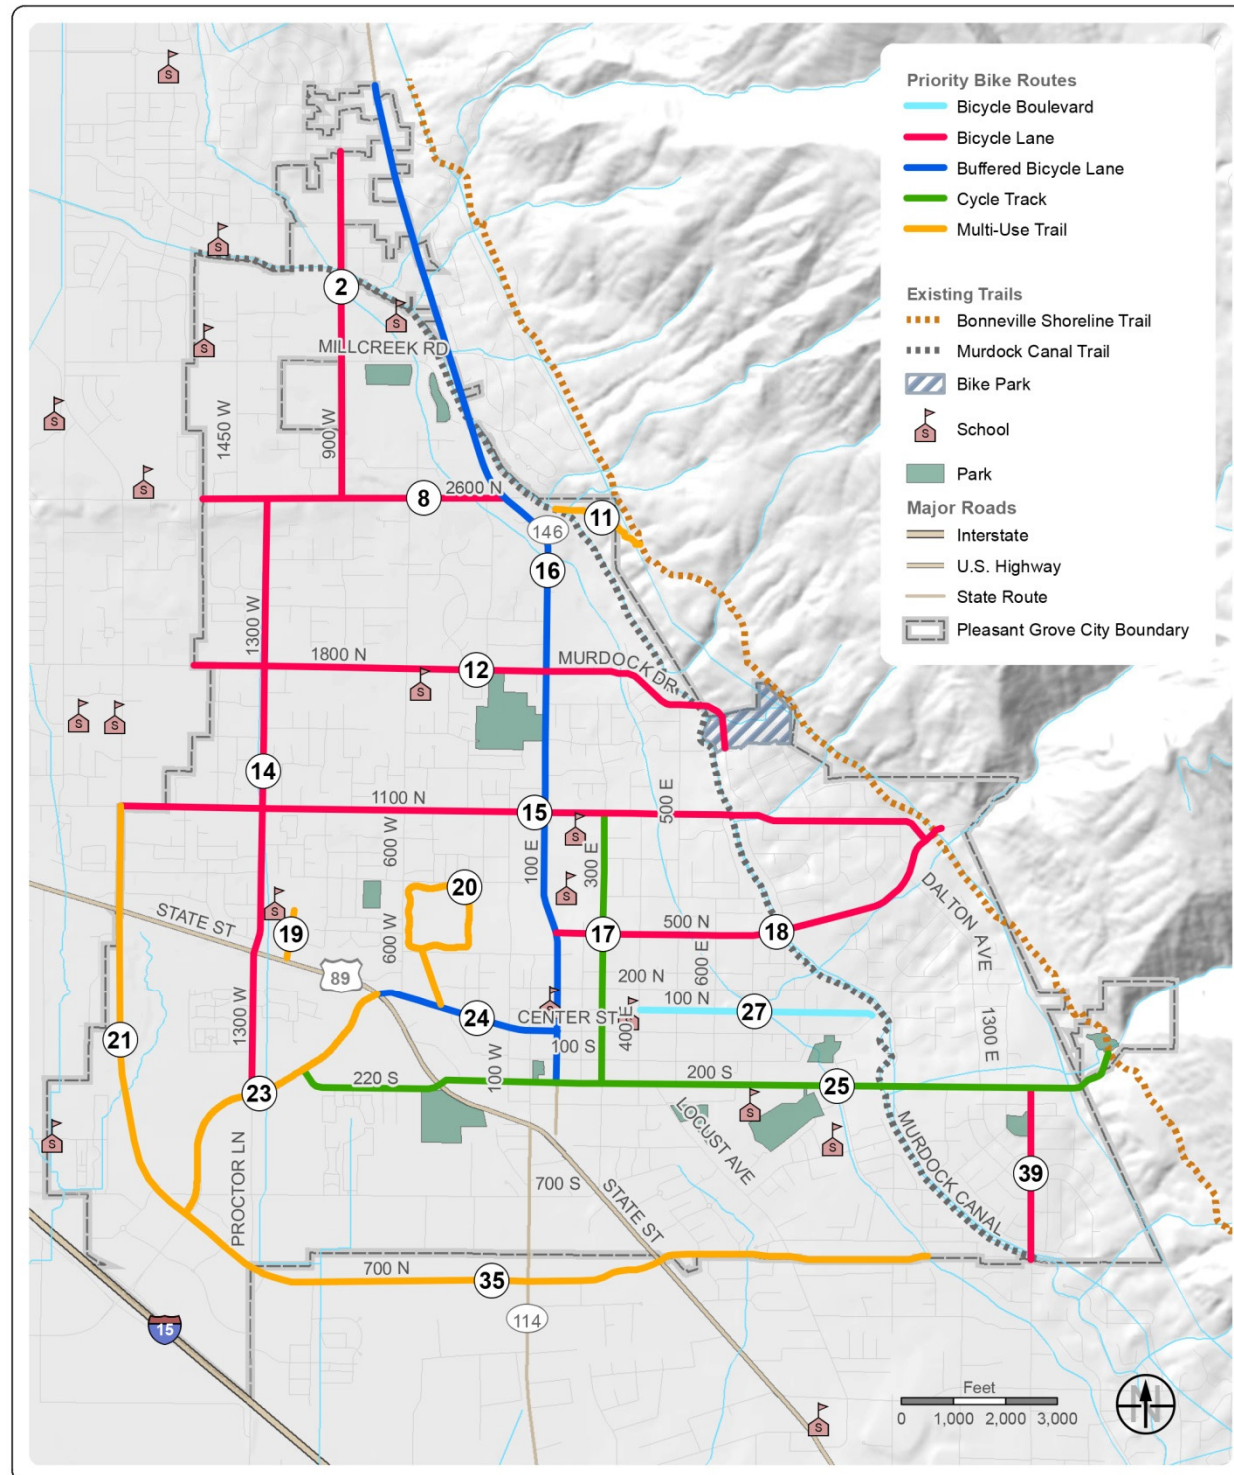 Priority Bike Routes
Bicycle Boulevard
Bicycle Lane
Buffered Bicycle Lane
Cycle Track
Multi-Use Trail
Existing Trails
Bonneville Shoreline Trail
Murdock Canal Trail
Bike Park
S School
Park
Major Roads
Interstate
U.S. Highway
State Route
Pleasant Grove City Boundary
S
S
2
S
MILLCREEK RD
S
S
1450 W
900 W
S
8
2600 N
11
146
16
1300 W
1800 N
12
MURDOCK DR
S
S
S
14
1100 N
15
500 E
600 W
100 E
S
300 E
20
S
S
DALTON AVE
STATE ST
19
600 W
17
500 N
18
600 E
89
200 N
1300 W
21
24
CENTER ST
100 N
27
400 E
1300 E
100 S
100 W
220 S
200 S
25
23
S
S
S
LOCUST AVE
MURDOCK CANAL
39
PROCTOR LN
700 S
STATE ST
700 N
35
114
15
S
Feet
0 1,000 2,000 3,000
N